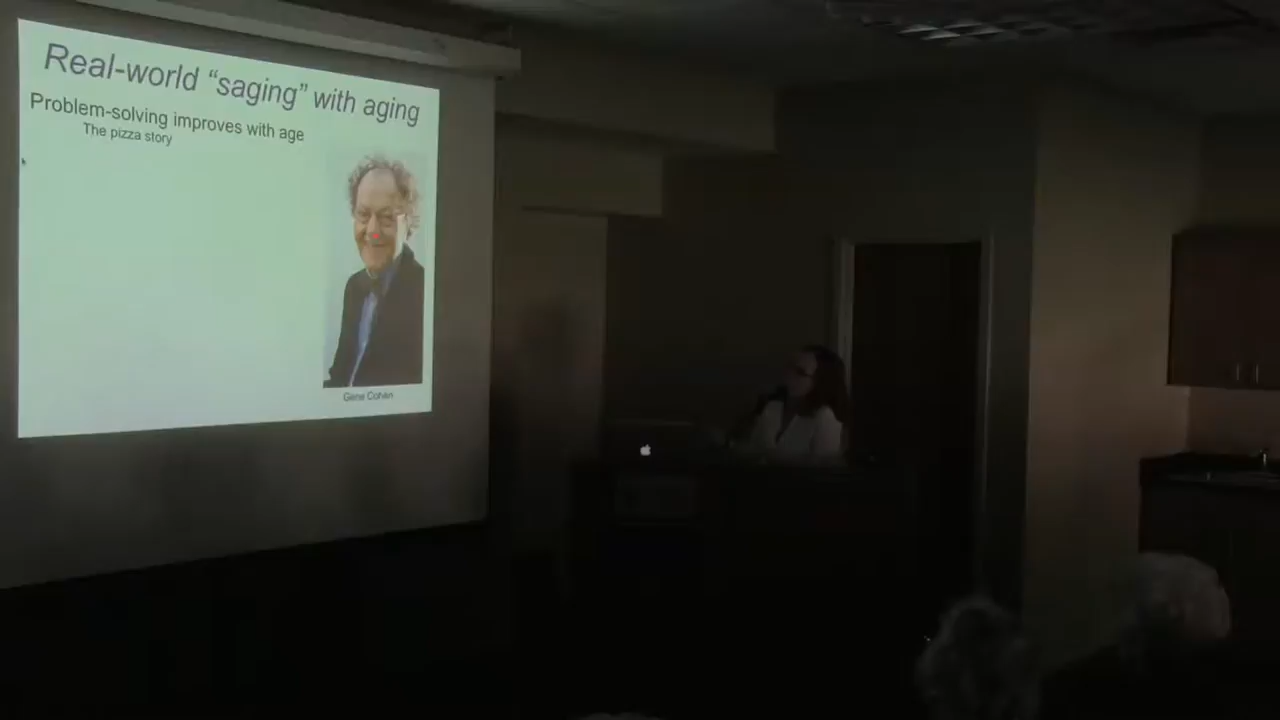 Real-world “saging” with aging
Problem-solving improves with age
The pizza story
Gene Cohen